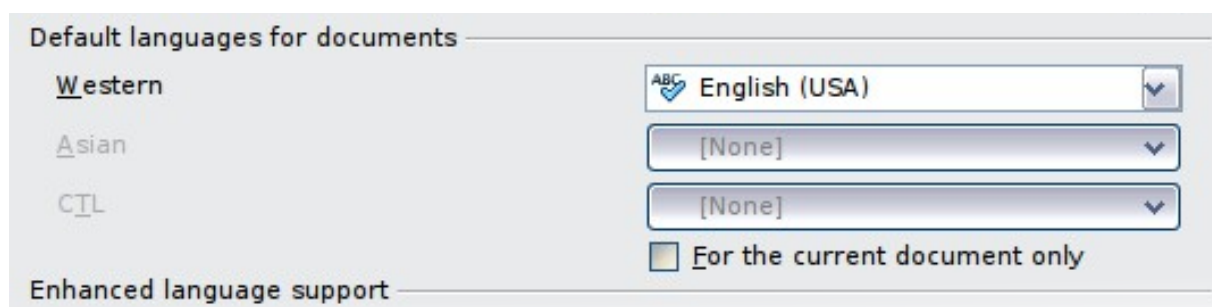 Default languages for documents
Western
ABC English (USA)
Asian
[None]
CTL
[None]
For the current document only
Enhanced language support